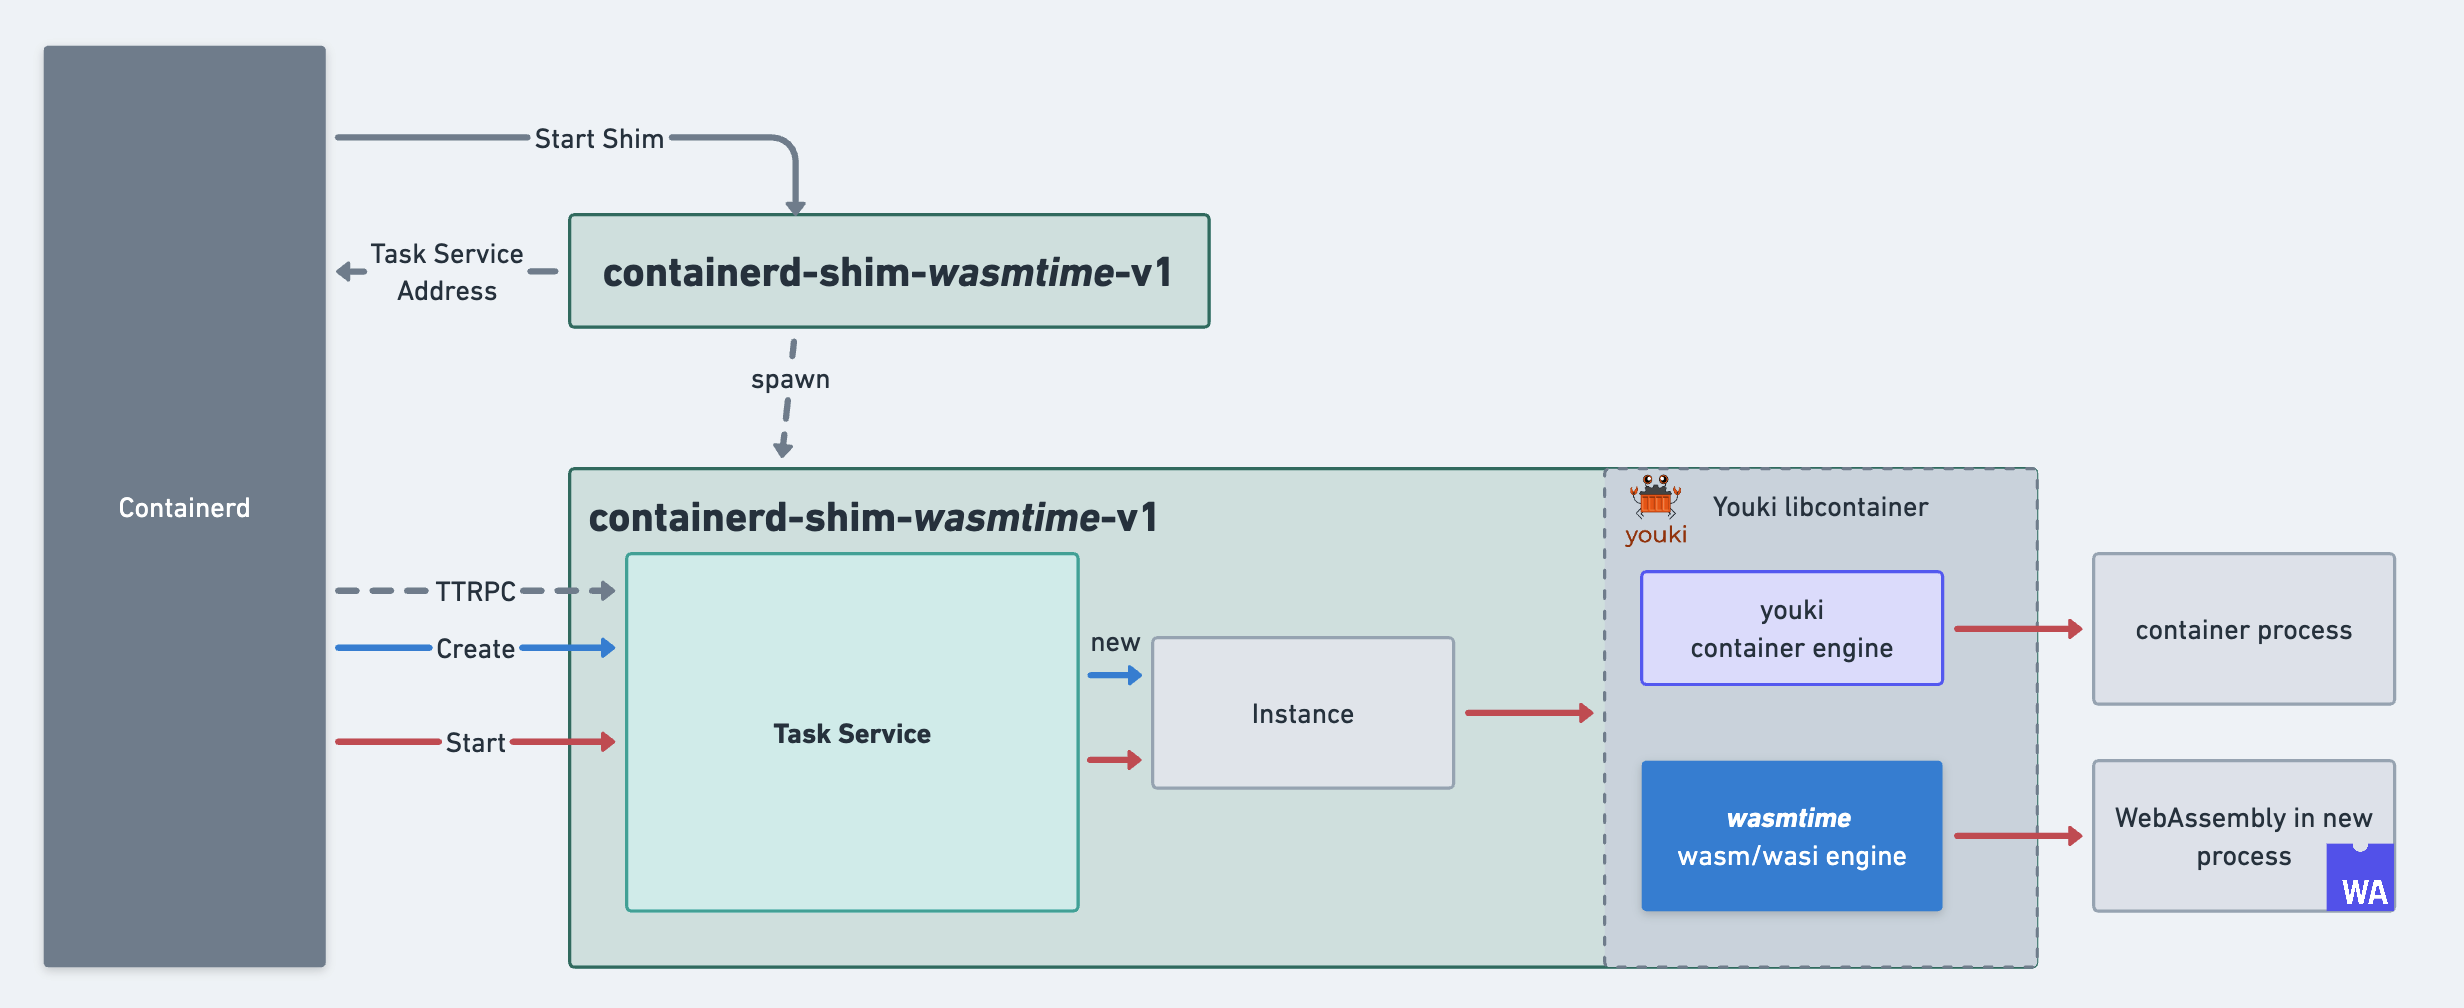 Start Shim
containerd-shim-wasmtime-v1
Task Service
Address
spawn
Containerd
containerd-shim-wasmtime-v1
youki
Youki libcontainer
TTRPC
Create
Start
Task Service
new
Instance
youki
container engine
container process
wasmtime
wasm/wasi engine
WebAssembly in new
process
WA